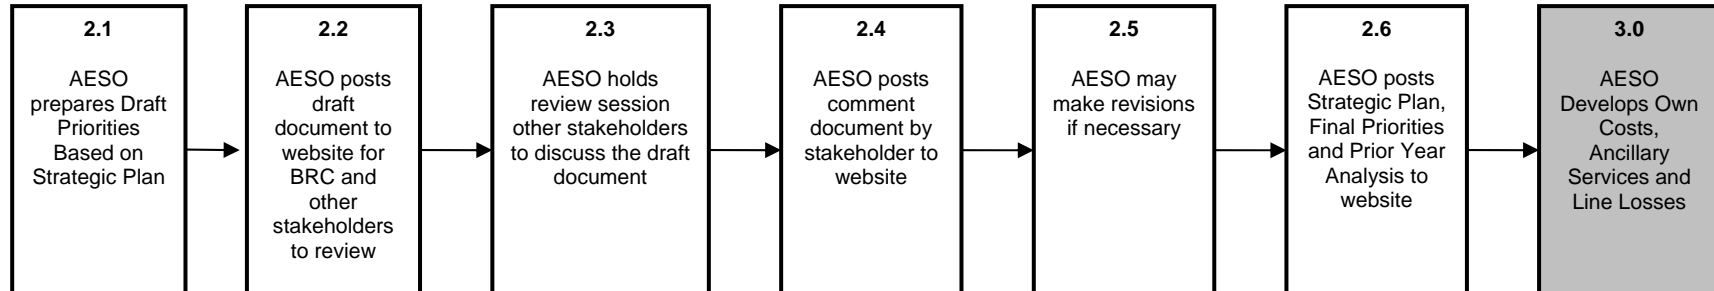 2.1
AESO
prepares Draft
Priorities
Based on
Strategic Plan
2.2
AESO posts
draft
document to
website for
BRC and
other
stakeholders
to review
2.3
AESO holds
review session
other stakeholders
to discuss the draft
document
2.4
AESO posts
comment
document by
stakeholder to
website
2.5
AESO may
make revisions
if necessary
2.6
AESO posts
Strategic Plan,
Final Priorities
and Prior Year
Analysis to
website
3.0
AESO
Develops Own
Costs,
Ancillary
Services and
Line Losses